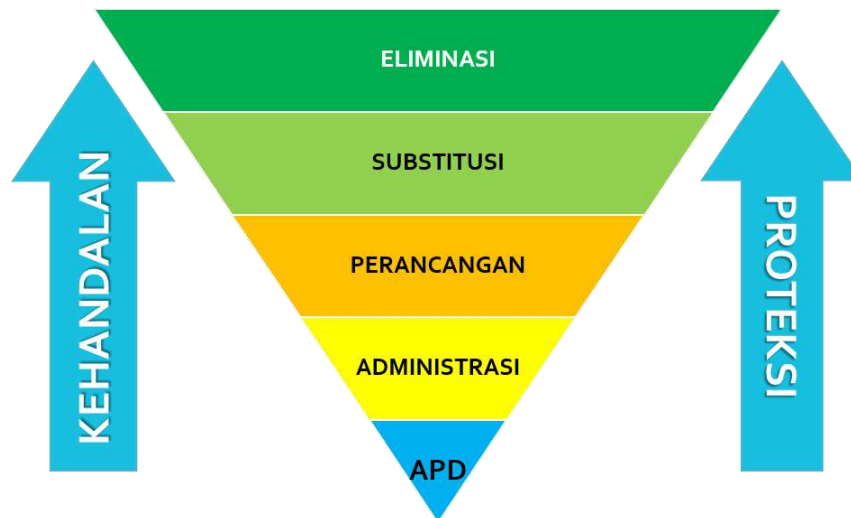 ELIMINASI
SUBSTITUSI
PERANCANGAN
ADMINISTRASI
APD
KEHANDALAN
PROTEKSI